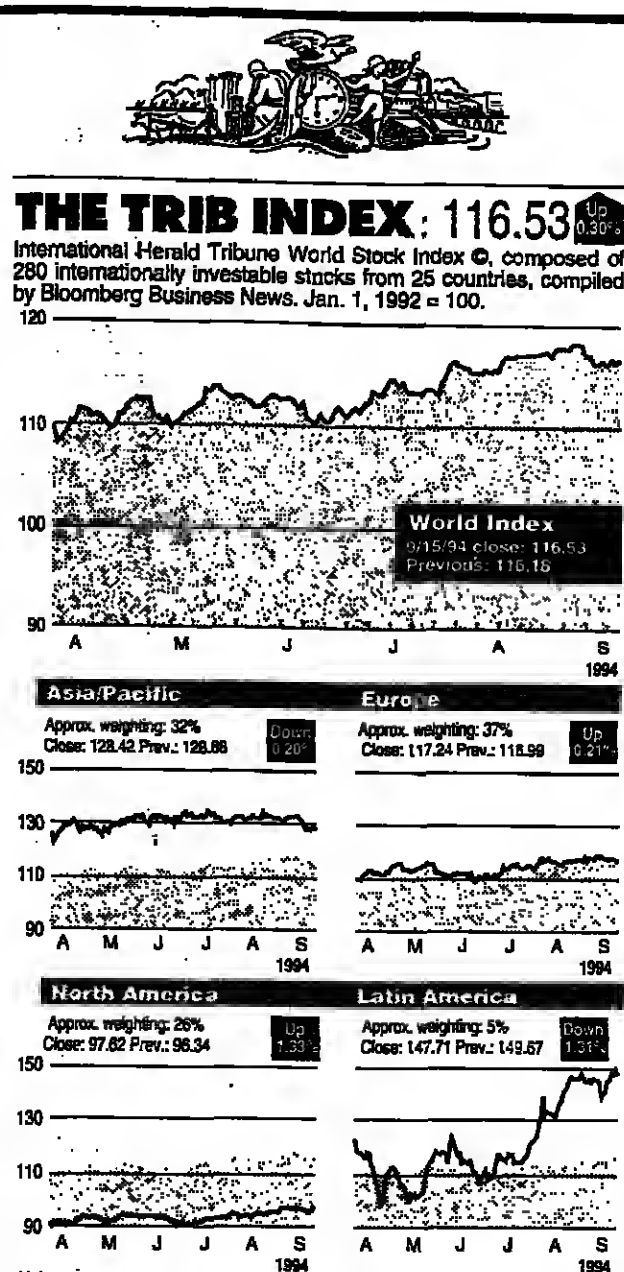 THE TRIB INDEX: 116.53 Up 0.30%
International Herald Tribune World Stock Index ©, composed of
280 internationally investable stocks from 25 countries, compiled
by Bloomberg Business News. Jan. 1, 1992 = 100.
120
110
100
90
World Index
9/15/94 close: 116.53
Previous: 116.18
A M J J A S
1994
Asia/Pacific
Approx. weighting: 32%
Close: 128.42 Prev.: 128.68
Down 0.20%
150
130
110
90
A M J J A S
1994
Europe
Approx. weighting: 37%
Close: 117.24 Prev.: 116.99
Up 0.21%
A M J J A S
1994
North America
Approx. weighting: 26%
Close: 97.62 Prev.: 96.34
Up 1.33%
150
130
110
90
A M J J A S
1994
Latin America
Approx. weighting: 5%
Close: 147.71 Prev.: 149.67
Down 1.31%
A M J J A S
1994